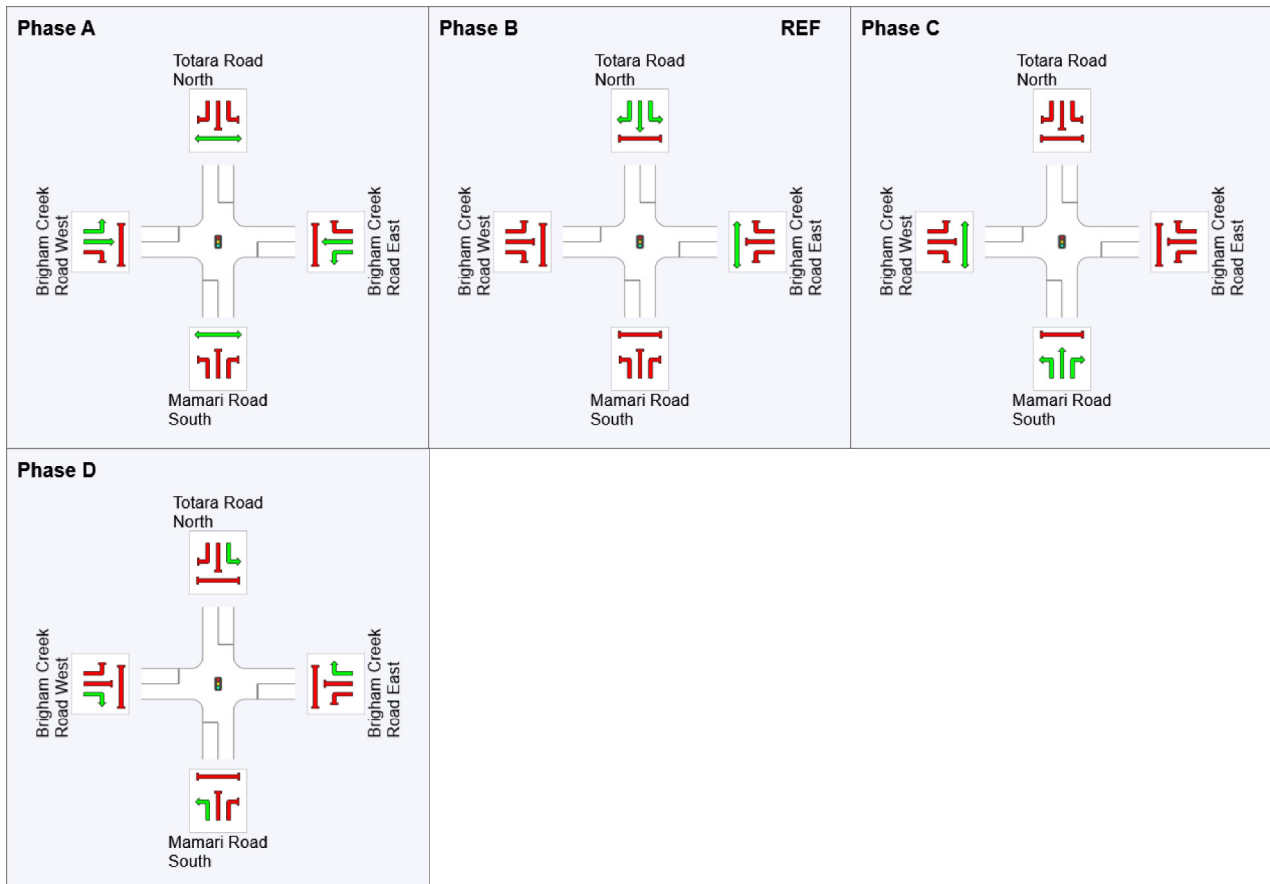 Phase A
Totara Road
North
Brigham Creek
Road West
Brigham Creek
Road East
Mamari Road
South
Phase B
REF
Totara Road
North
Brigham Creek
Road West
Brigham Creek
Road East
Mamari Road
South
Phase C
Totara Road
North
Brigham Creek
Road West
Brigham Creek
Road East
Mamari Road
South
Phase D
Totara Road
North
Brigham Creek
Road West
Brigham Creek
Road East
Mamari Road
South